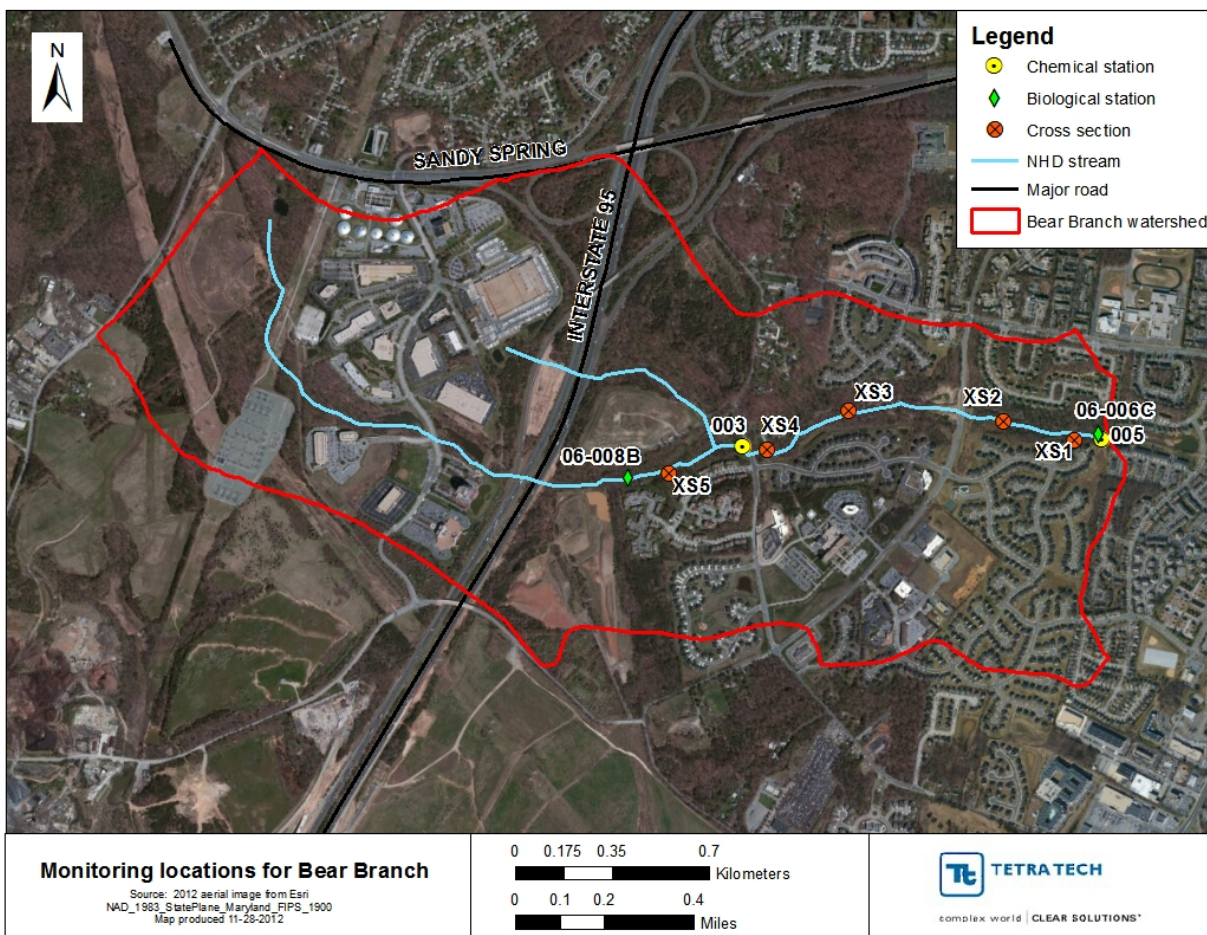 N
Legend
Chemical station
Biological station
Cross section
NHD stream
Major road
Bear Branch watershed
SANDY SPRING
INTERSTATE 95
XS3
XS2
06-006C
003
XS4
005
XS1
06-008B
XS5
Monitoring locations for Bear Branch
Source: 2012 aerial image from Esri
NAD_1983_StatePlane_Maryland_FIPS_1900
Map produced 11-28-2012
0 0.175 0.35 0.7
Kilometers
0 0.1 0.2 0.4
Miles
Tt TETRA TECH
complex world | CLEAR SOLUTIONS™